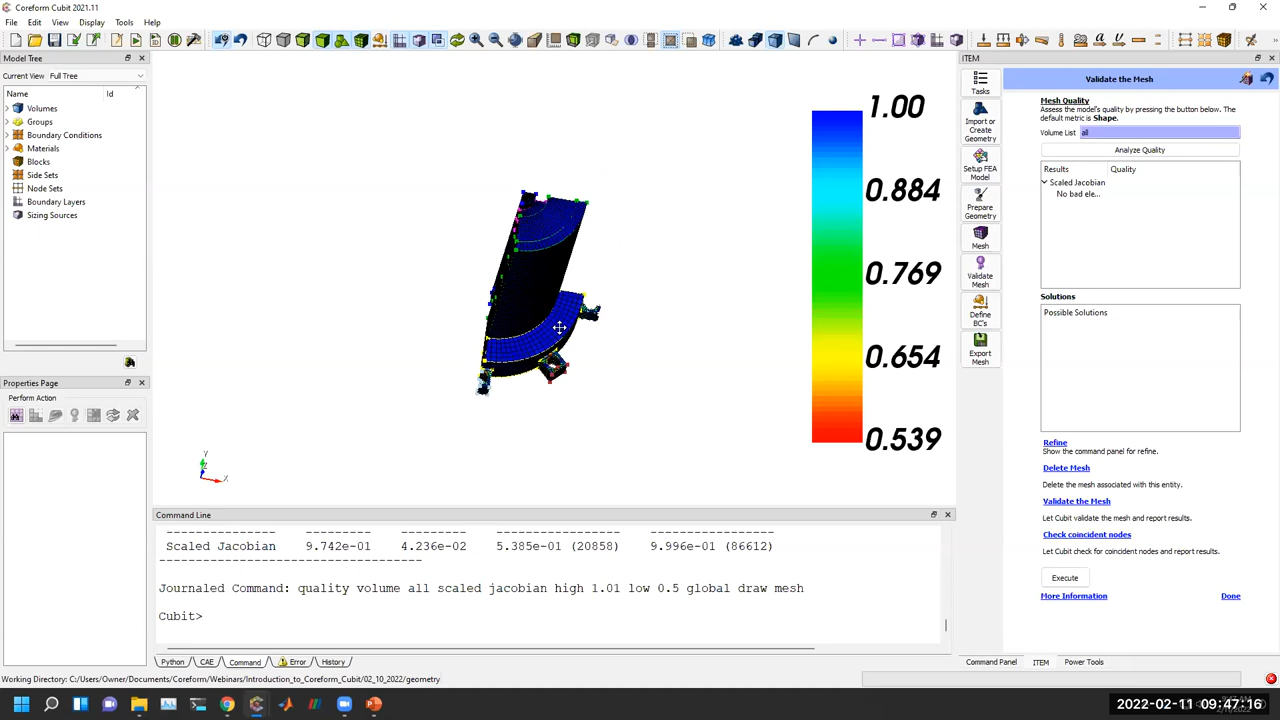 Coreform Cubit 2021.11
File Edit View Display Tools Help
Model Tree
Current View Full Tree
Name Id
Volumes
Groups
Boundary Conditions
Materials
Blocks
Side Sets
Node Sets
Boundary Layers
Sizing Sources
Properties Page
Perform Action
1.00
0.884
0.769
0.654
0.539
Y
Z
X
Command Line
Scaled Jacobian 9.742e-01 4.236e-02 5.385e-01 (20858) 9.996e-01 (86612)
Journaled Command: quality volume all scaled jacobian high 1.01 low 0.5 global draw mesh
Cubit>
Python CAE Command Error History
Working Directory: C:/Users/Owner/Documents/Coreform/Webinars/Introduction_to_Coreform_Cubit/02_10_2022/geometry
ITEM
Tasks
Import or
Create
Geometry
Setup FEA
Model
Prepare
Geometry
Mesh
Validate
Mesh
Define
BC's
Export
Mesh
Validate the Mesh
Mesh Quality
Assess the model's quality by pressing the button below. The
default metric is Shape.
Volume List all
Analyze Quality
Results Quality
Scaled Jacobian
No bad ele...
Solutions
Possible Solutions
Refine
Show the command panel for refine.
Delete Mesh
Delete the mesh associated with this entity.
Validate the Mesh
Let Cubit validate the mesh and report results.
Check coincident nodes
Let Cubit check for coincident nodes and report results.
Execute
More Information Done
Command Panel ITEM Power Tools
2022-02-11 09:47:16